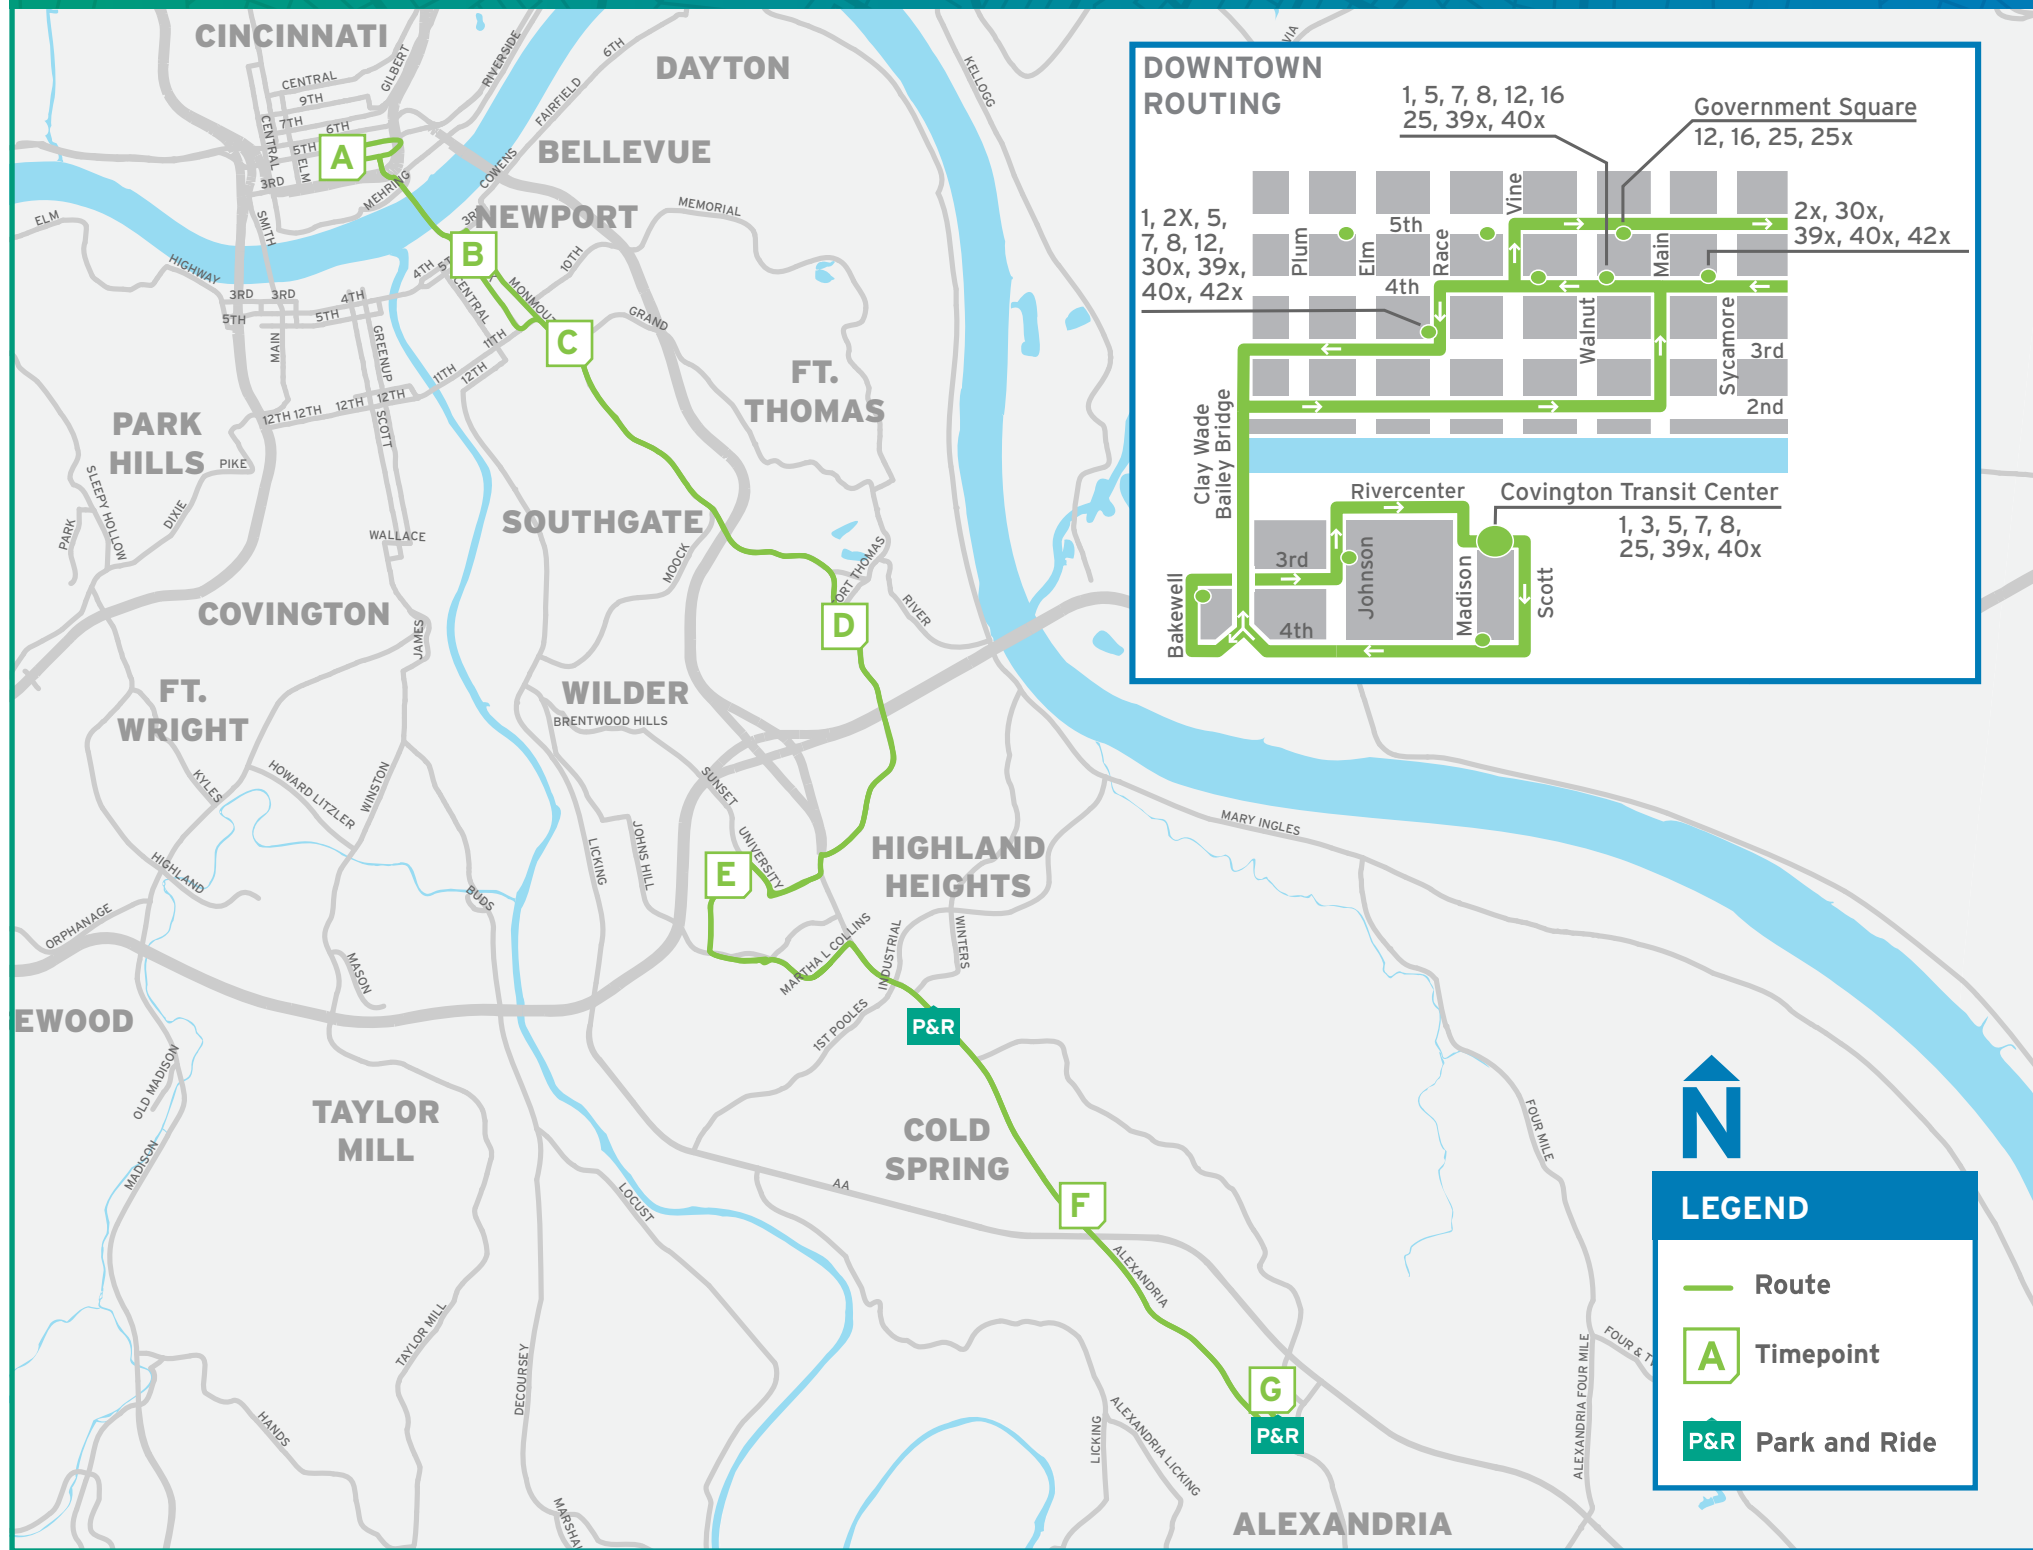 CINCINNATI
DAYTON
BELLEVUE
NEWPORT
CENTRAL
9TH
7TH
6TH
5TH
3RD
CENTRAL
ELM
GILBERT
RIVERSIDE
6TH
FAIRFIELD
COWENS
MEHRING
SMITH
KELLOGG
MEMORIAL
ELM
HIGHWAY
A
B
C
4TH
CENTRAL
10TH
GRAND
11TH
3RD
3RD
4TH
5TH
5TH
MAIN
GREENUP
11TH
12TH
12TH
12TH
12TH
12TH
SCOTT
FT.
THOMAS
PARK
HILLS
PIKE
SLEEPY HOLLOW
DIXIE
PARK
WALLACE
SOUTHGATE
MOOCK
RIVER
D
COVINGTON
JAMES
FT.
WRIGHT
WILDER
BRENTWOOD HILLS
KYLES
HOWARD LITZLER
WINSTON
SUNSET
UNIVERSITY
E
LICKING
JOHNS HILL
HIGHLAND
HEIGHTS
MARY INGLES
HIGHLAND
BUDS
ORPHANAGE
MASON
MARTHA L COLLINS
INDUSTRIAL
WINTERS
1ST POOLES
P&R
OLD MADISON
MADISON
TAYLOR
MILL
COLD
SPRING
AA
LOCUST
F
ALEXANDRIA
FOUR MILE
TAYLOR MILL
DECOURSEY
HANDS
G
P&R
LICKING
ALEXANDRIA LICKING
ALEXANDRIA FOUR MILE
ALEXANDRIA
DOWNTOWN
ROUTING
1, 5, 7, 8, 12, 16
25, 39x, 40x
Government Square
12, 16, 25, 25x
1, 2X, 5,
7, 8, 12,
30x, 39x,
40x, 42x
2x, 30x,
39x, 40x, 42x
Plum
Elm
5th
Race
Vine
Main
4th
Walnut
Sycamore
3rd
2nd
Clay Wade
Bailey Bridge
Rivercenter
Covington Transit Center
1, 3, 5, 7, 8,
25, 39x, 40x
3rd
Johnson
Madison
Scott
Bakewell
4th
N
LEGEND
Route
A Timepoint
P&R Park and Ride